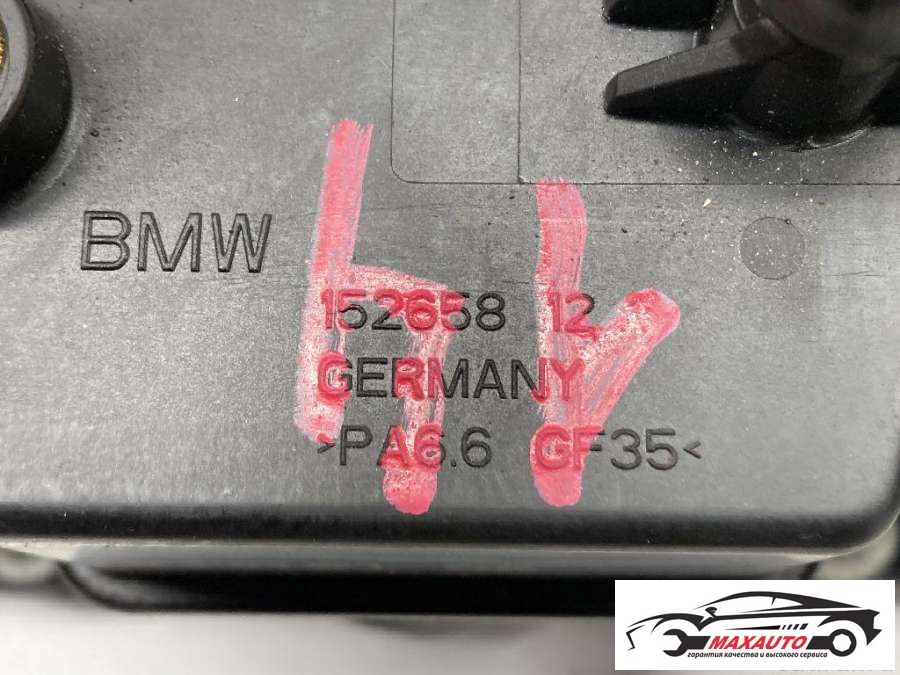 BMW
152658 12
GERMANY
>PA6.6 GF35<
MAXAUTO
гарантия качества и высокого сервиса